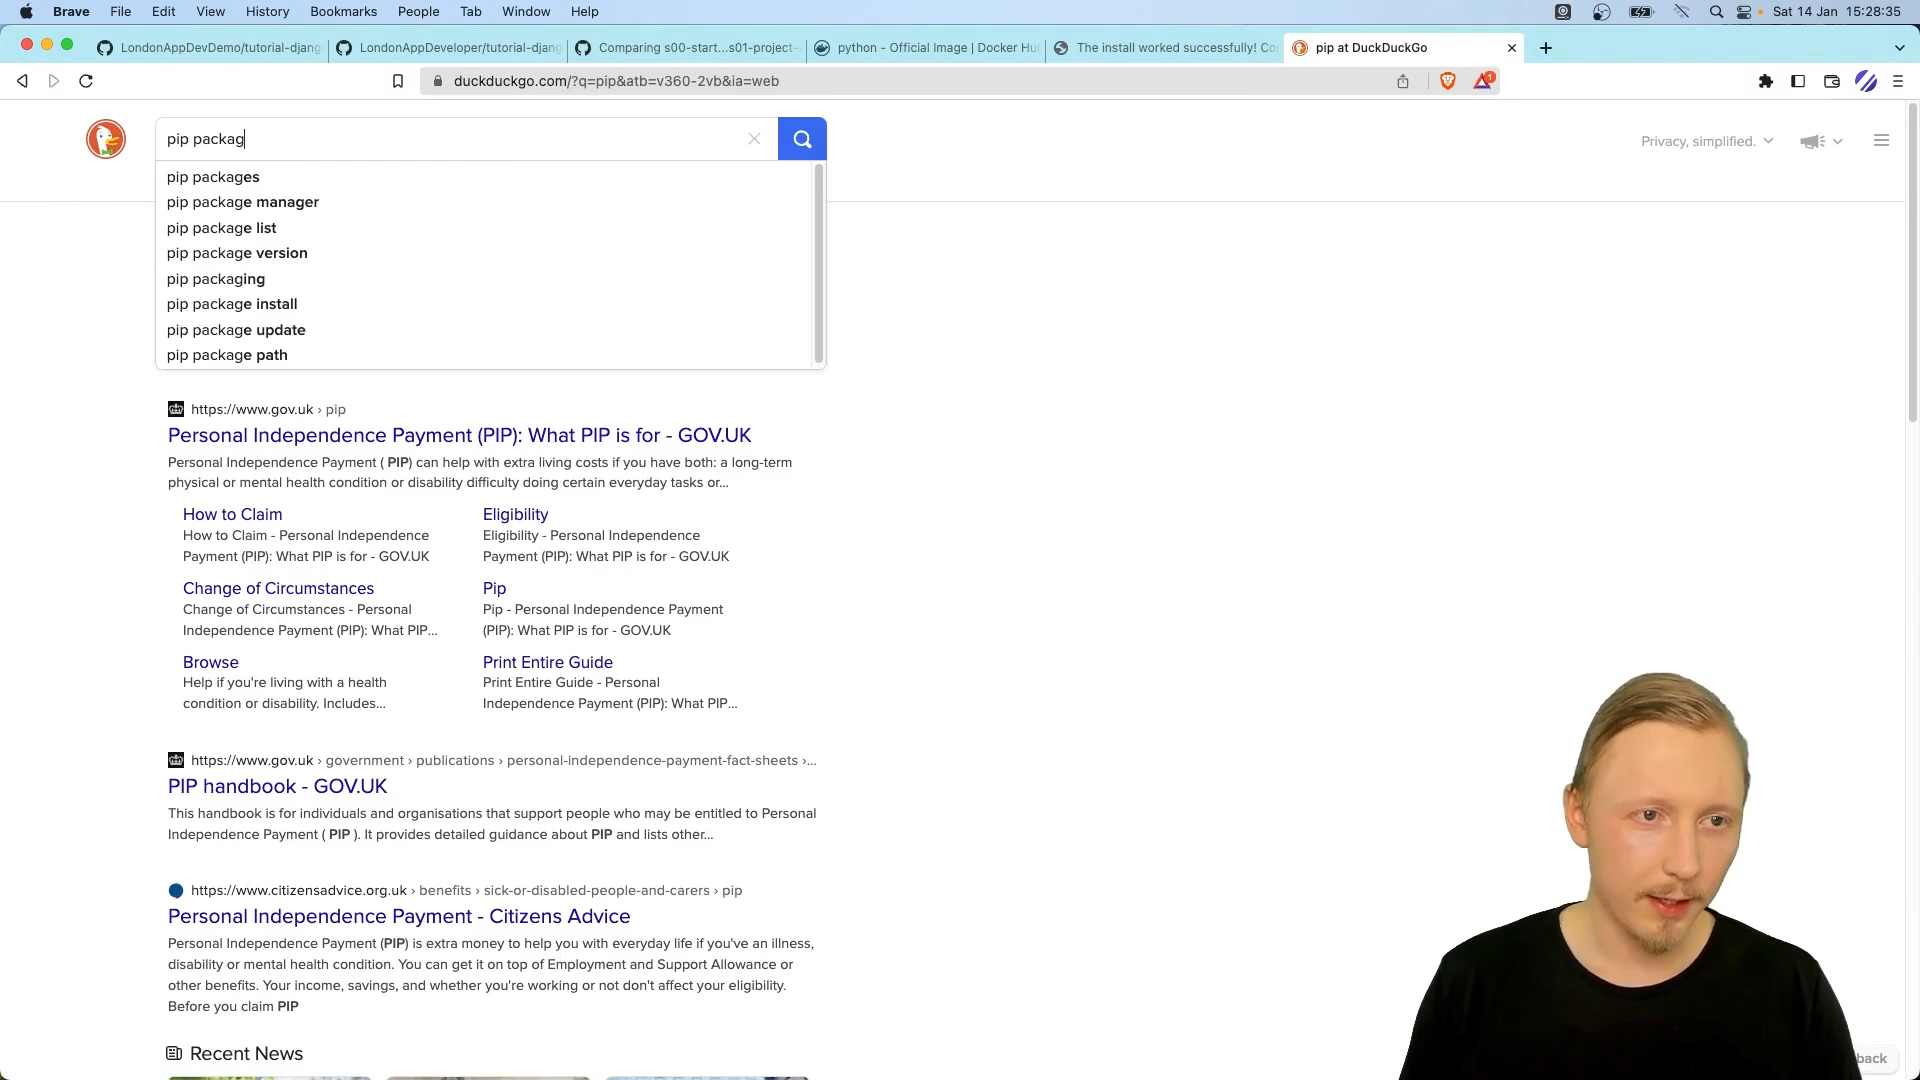 Brave File Edit View History Bookmarks People Tab Window Help Sat 14 Jan 15:28:35
LondonAppDevDemo/tutorial-djang LondonAppDeveloper/tutorial-djang Comparing s00-start...s01-project- python - Official Image | Docker Hu The install worked successfully! Co pip at DuckDuckGo
duckduckgo.com/?q=pip&atb=v360-2vb&ia=web 1
pip packag
Privacy, simplified.
pip packages
pip package manager
pip package list
pip package version
pip packaging
pip package install
pip package update
pip package path
https://www.gov.uk › pip
Personal Independence Payment (PIP): What PIP is for - GOV.UK
Personal Independence Payment ( PIP) can help with extra living costs if you have both: a long-term
physical or mental health condition or disability difficulty doing certain everyday tasks or...
How to Claim
How to Claim - Personal Independence
Payment (PIP): What PIP is for - GOV.UK
Eligibility
Eligibility - Personal Independence
Payment (PIP): What PIP is for - GOV.UK
Change of Circumstances
Change of Circumstances - Personal
Independence Payment (PIP): What PIP...
Pip
Pip - Personal Independence Payment
(PIP): What PIP is for - GOV.UK
Browse
Help if you're living with a health
condition or disability. Includes...
Print Entire Guide
Print Entire Guide - Personal
Independence Payment (PIP): What PIP...
https://www.gov.uk › government › publications › personal-independence-payment-fact-sheets ›...
PIP handbook - GOV.UK
This handbook is for individuals and organisations that support people who may be entitled to Personal
Independence Payment ( PIP ). It provides detailed guidance about PIP and lists other...
https://www.citizensadvice.org.uk › benefits › sick-or-disabled-people-and-carers › pip
Personal Independence Payment - Citizens Advice
Personal Independence Payment (PIP) is extra money to help you with everyday life if you've an illness,
disability or mental health condition. You can get it on top of Employment and Support Allowance or
other benefits. Your income, savings, and whether you're working or not don't affect your eligibility.
Before you claim PIP
Recent News
back